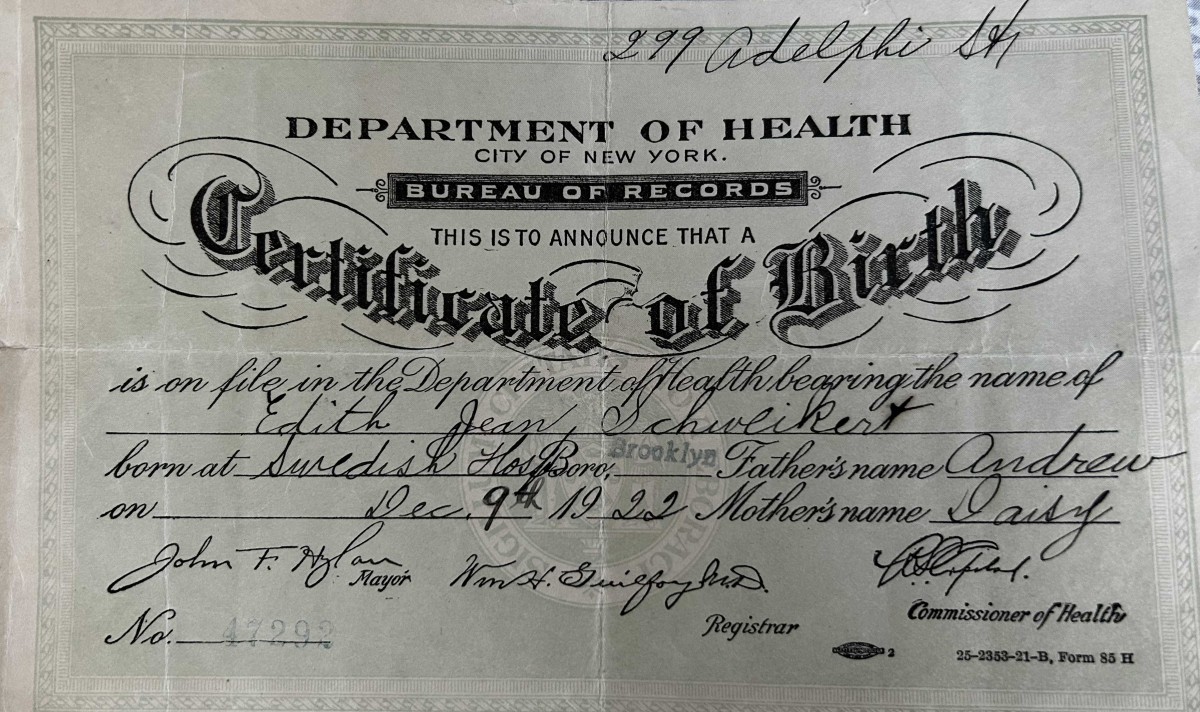 299 Adelphi St
DEPARTMENT OF HEALTH
CITY OF NEW YORK.
BUREAU OF RECORDS
THIS IS TO ANNOUNCE THAT A
Certificate of Birth
is on file in the Department of Health bearing the name of
Edith Jean Schweikert
born at Swedish Hosp Boro. Brooklyn Father's name Andrew
on Dec. 9th 1922 Mother's name Daisy
John F. Hylan Wm H. Guilfoy M.D.
Mayor
Commissioner of Health
Registrar
No. 47292
2 25-2353-21-B, Form 85 H